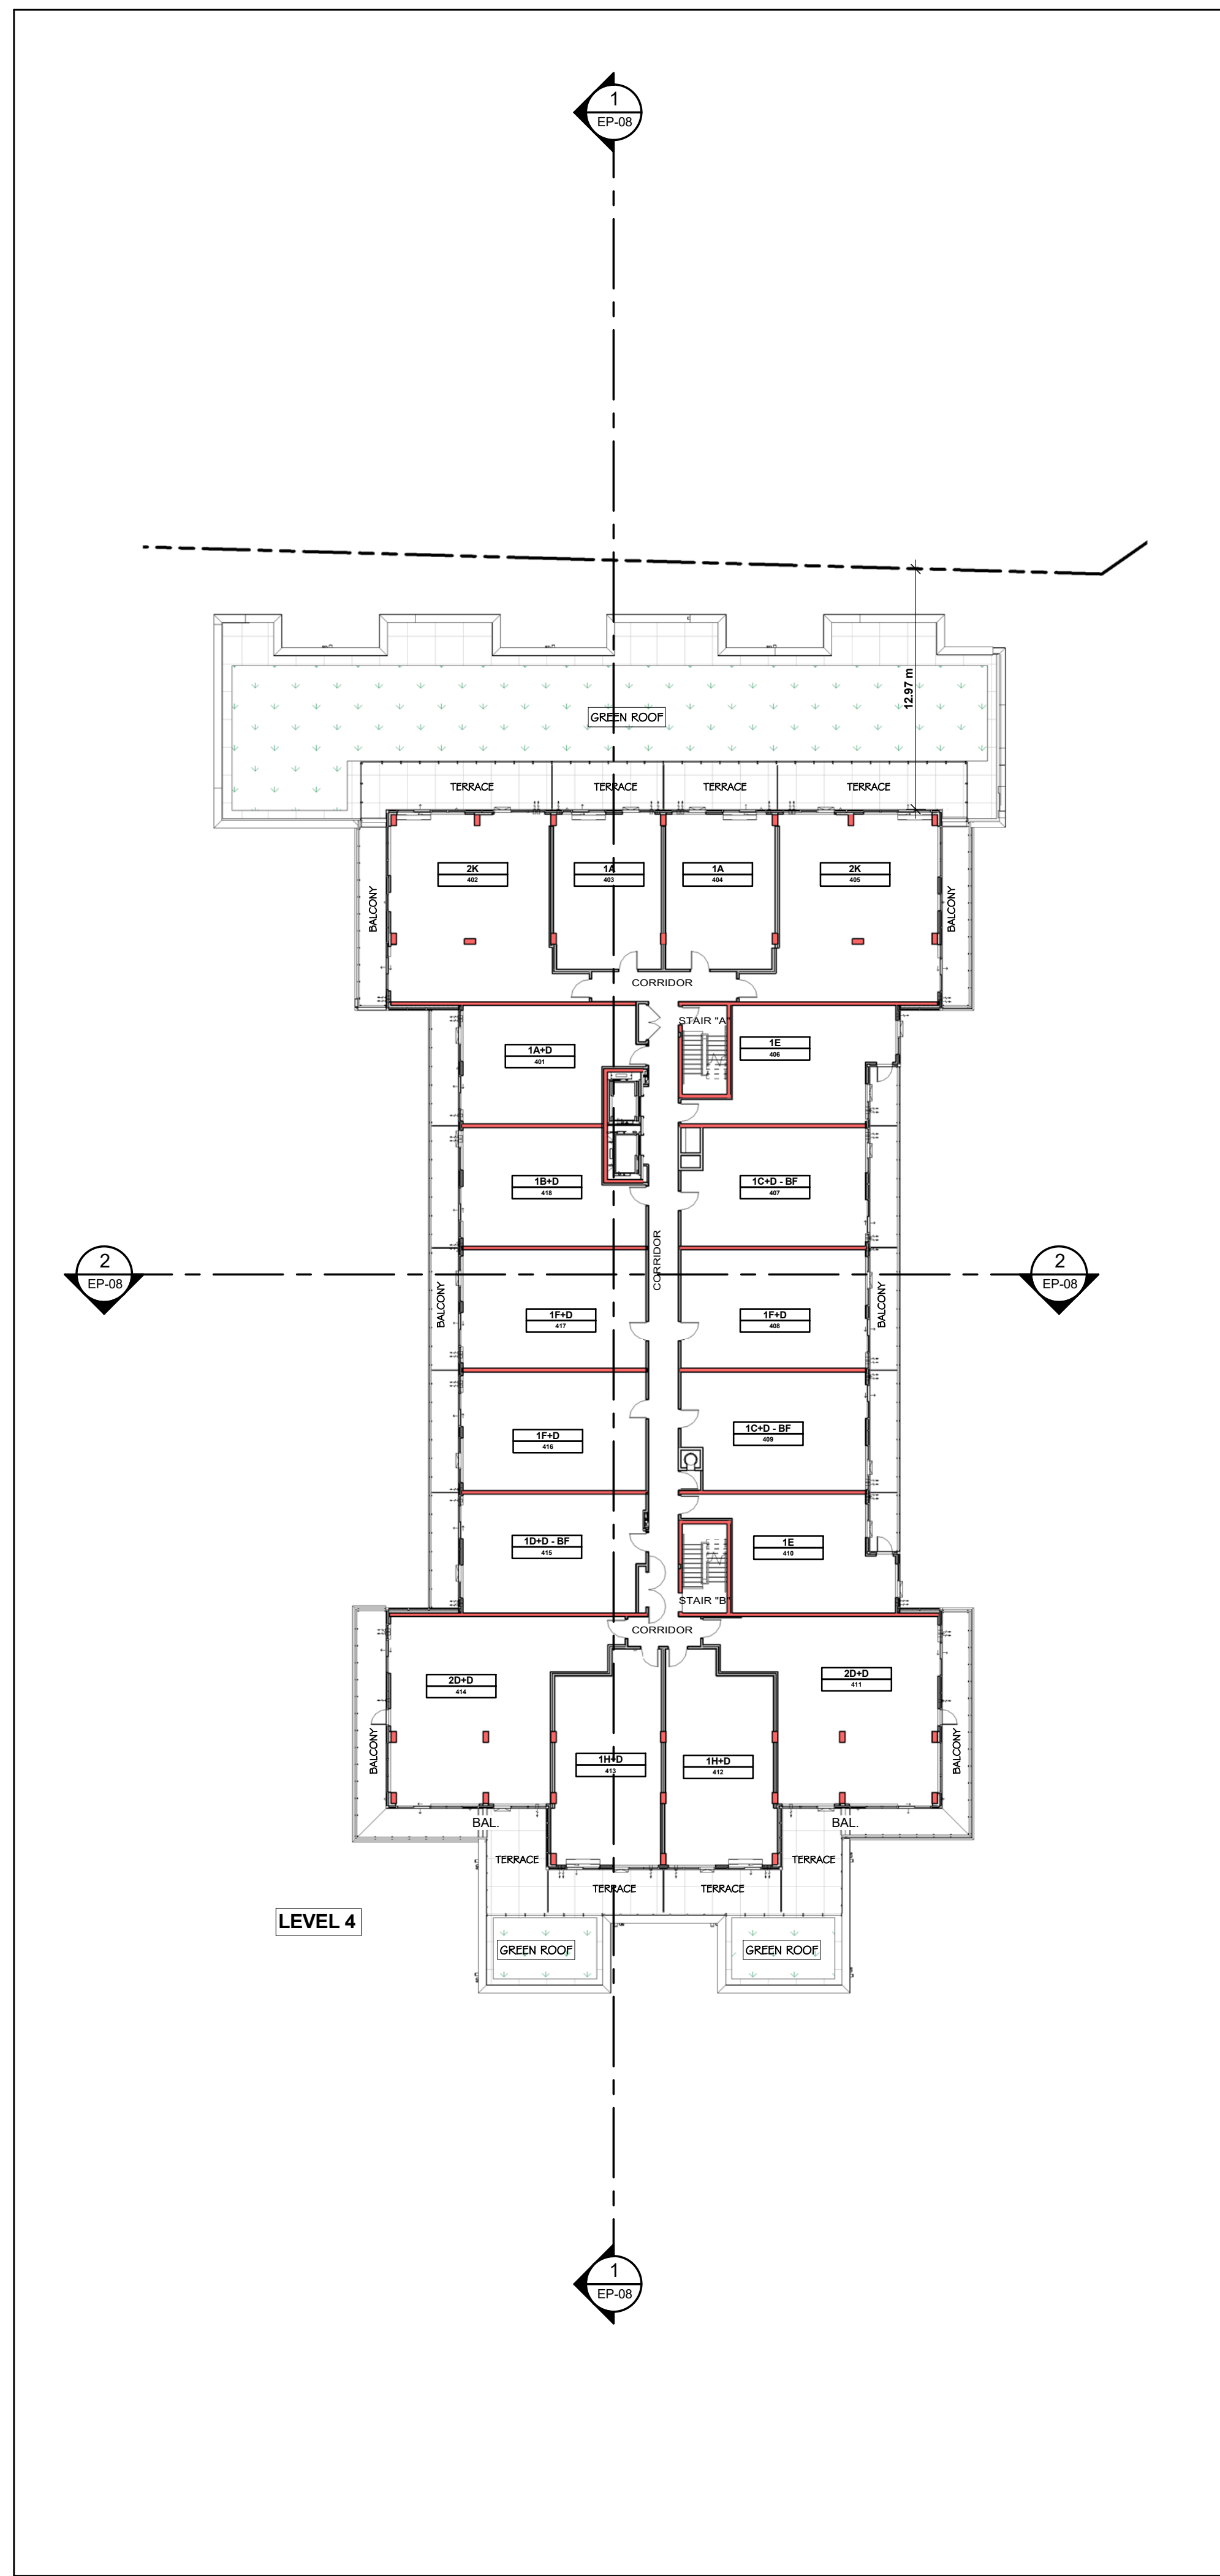 1
EP-08
12.97 m
GREEN ROOF
TERRACE
TERRACE
TERRACE
TERRACE
2K
402
1A
403
1A
404
2K
405
BALCONY
BALCONY
CORRIDOR
STAIR "A"
1A+D
401
1E
406
1B+D
418
1C+D - BF
407
CORRIDOR
2
EP-08
2
EP-08
BALCONY
BALCONY
1F+D
417
1F+D
408
1F+D
416
1C+D - BF
409
1D+D - BF
415
1E
410
STAIR "B"
CORRIDOR
2D+D
414
2D+D
411
BALCONY
BALCONY
1H+D
413
1H+D
412
BAL.
BAL.
TERRACE
TERRACE
TERRACE
TERRACE
LEVEL 4
GREEN ROOF
GREEN ROOF
1
EP-08